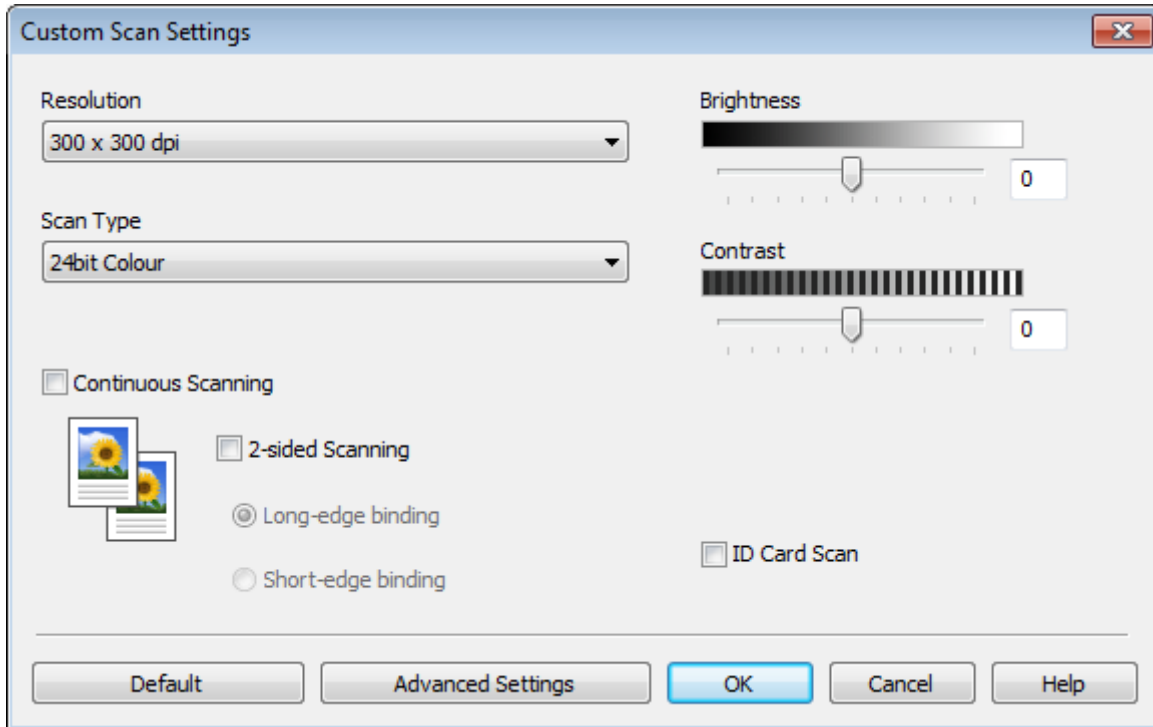 Custom Scan Settings
Resolution
300 x 300 dpi
Scan Type
24bit Colour
Brightness
0
Contrast
0
Continuous Scanning
2-sided Scanning
Long-edge binding
Short-edge binding
ID Card Scan
Default
Advanced Settings
OK
Cancel
Help